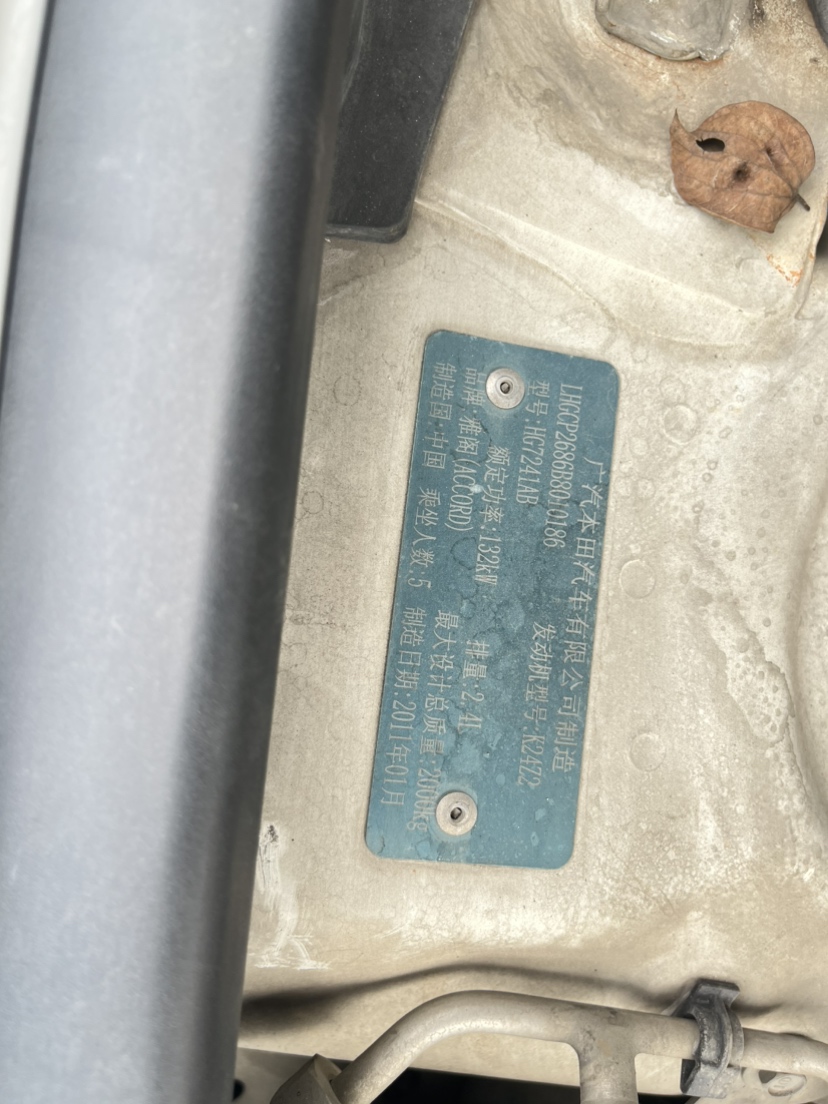 广汽本田汽车有限公司制造
LHGCP268688010186
型号:HG7241AB 发动机型号:K24Z2
额定功率:132kW 排量:2.4L
品牌:雅阁(ACCORD) 最大设计总质量:2000kg
制造国:中国 乘坐人数:5 制造日期:2011年01月